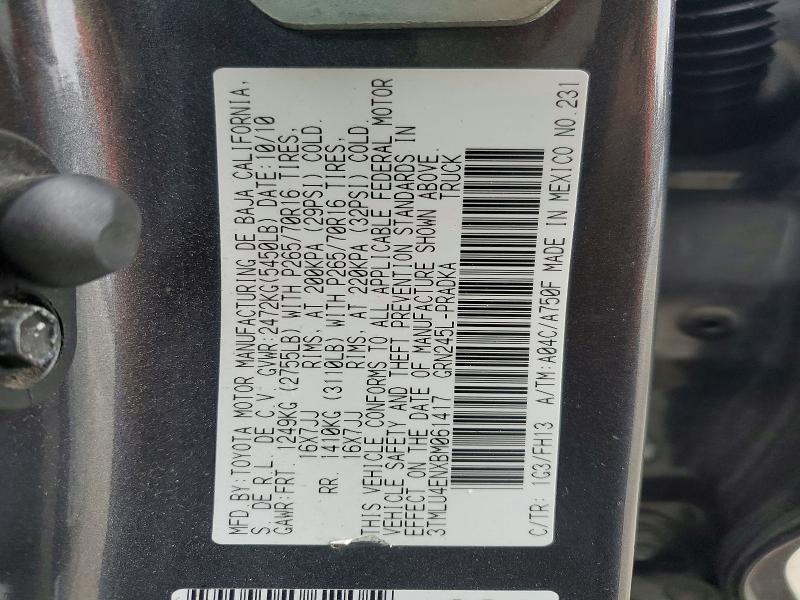 MFD.BY:TOYOTA MOTOR MANUFACTURING DE BAJA CALIFORNIA,
S. DE R.L. DE C.V. GVWR:2472KG(5450LB) DATE:10/10
GAWR:FRT. 1249KG (2755LB) WITH P265/70R16 TIRES,
16X7JJ RIMS, AT 200KPA (29PSI) COLD.
RR. 1410KG (3110LB) WITH P265/70R16 TIRES,
16X7JJ RIMS, AT 220KPA (32PSI) COLD.
THIS VEHICLE CONFORMS TO ALL APPLICABLE FEDERAL MOTOR
VEHICLE SAFETY AND THEFT PREVENTION STANDARDS IN
EFFECT ON THE DATE OF MANUFACTURE SHOWN ABOVE.
3TMLU4ENXBM061417 GRN245L-PRADKA TRUCK
C/TR: 1G3/FH13 A/TM:A04C/A750F MADE IN MEXICO NO.231